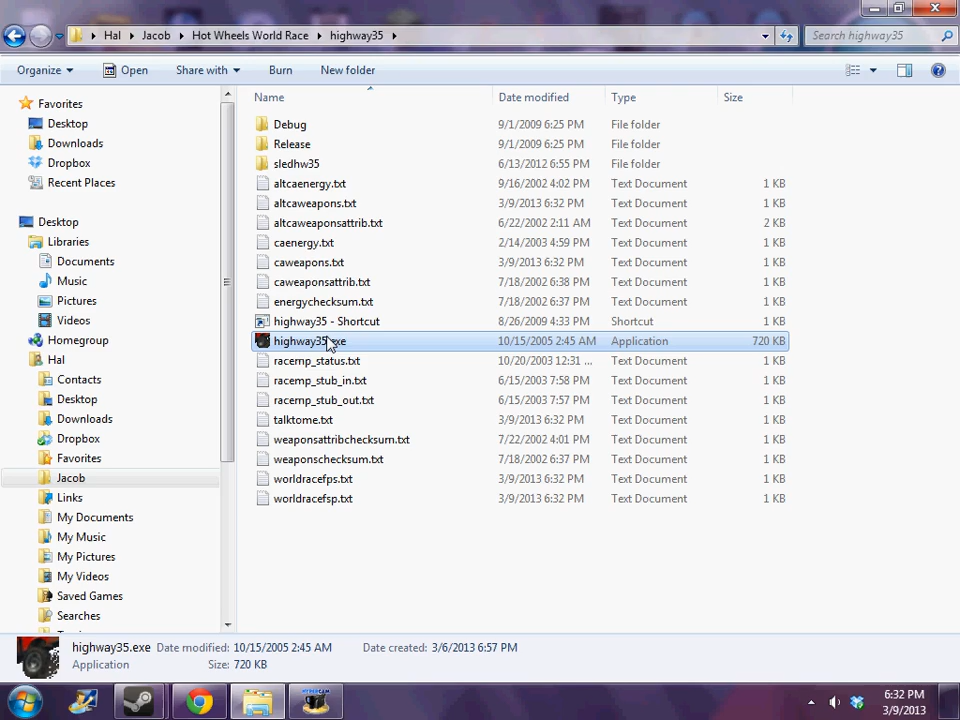 Hal Jacob Hot Wheels World Race highway35 Search highway35
Organize Open Share with Burn New folder
Name Date modified Type Size
Favorites
Desktop
Downloads
Dropbox
Recent Places
Desktop
Libraries
Documents
Music
Pictures
Videos
Homegroup
Hal
Contacts
Desktop
Downloads
Dropbox
Favorites
Jacob
Links
My Documents
My Music
My Pictures
My Videos
Saved Games
Searches
Debug 9/1/2009 6:25 PM File folder
Release 9/1/2009 6:25 PM File folder
sledhw35 6/13/2012 6:55 PM File folder
altcaenergy.txt 9/16/2002 4:02 PM Text Document 1 KB
altcaweapons.txt 3/9/2013 6:32 PM Text Document 1 KB
altcaweaponsattrib.txt 6/22/2002 2:11 AM Text Document 2 KB
caenergy.txt 2/14/2003 4:59 PM Text Document 1 KB
caweapons.txt 3/9/2013 6:32 PM Text Document 1 KB
caweaponsattrib.txt 7/18/2002 6:38 PM Text Document 1 KB
energychecksum.txt 7/18/2002 6:37 PM Text Document 1 KB
highway35 - Shortcut 8/26/2009 4:33 PM Shortcut 1 KB
highway35.exe 10/15/2005 2:45 AM Application 720 KB
racemp_status.txt 10/20/2003 12:31 ... Text Document 1 KB
racemp_stub_in.txt 6/15/2003 7:58 PM Text Document 1 KB
racemp_stub_out.txt 6/15/2003 7:57 PM Text Document 1 KB
talktome.txt 3/9/2013 6:32 PM Text Document 1 KB
weaponsattribchecksum.txt 7/22/2002 4:01 PM Text Document 1 KB
weaponschecksum.txt 7/18/2002 6:37 PM Text Document 1 KB
worldracefps.txt 3/9/2013 6:32 PM Text Document 1 KB
worldracefsp.txt 3/9/2013 6:32 PM Text Document 1 KB
highway35.exe Date modified: 10/15/2005 2:45 AM Date created: 3/6/2013 6:57 PM
Application Size: 720 KB
6:32 PM
3/9/2013